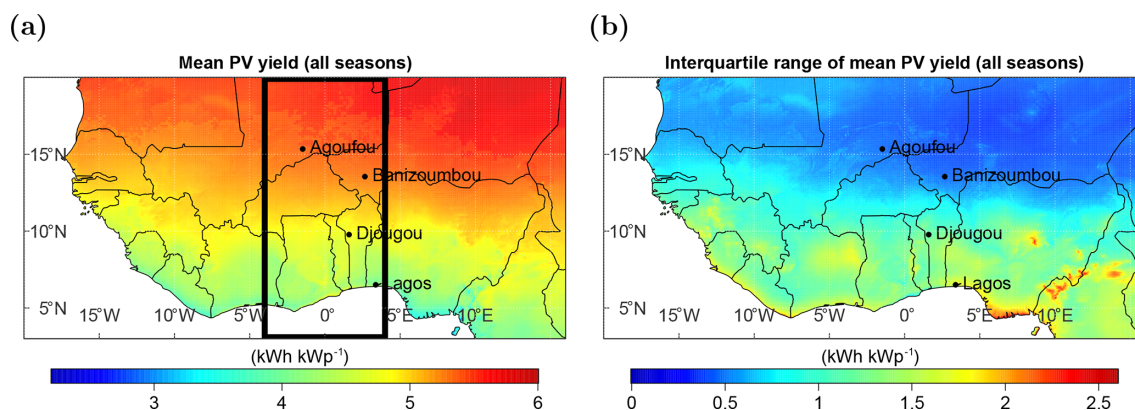 (a)
Mean PV yield (all seasons)
15°N
10°N
5°N
15°W
10°W
5°W
0°
5°E
10°E
Agoufou
Banizoumbou
Djougou
Lagos
(kWh kWp⁻¹)
3
4
5
6
(b)
Interquartile range of mean PV yield (all seasons)
15°N
10°N
5°N
15°W
10°W
5°W
0°
5°E
10°E
Agoufou
Banizoumbou
Djougou
Lagos
(kWh kWp⁻¹)
0
0.5
1
1.5
2
2.5